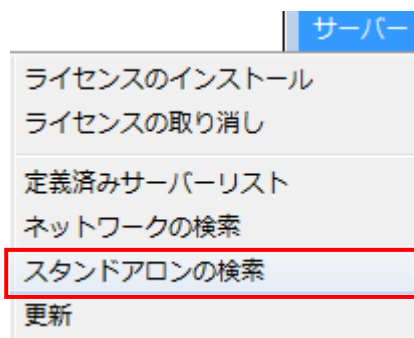 サーバー
ライセンスのインストール
ライセンスの取り消し
定義済みサーバーリスト
ネットワークの検索
スタンドアロンの検索
更新